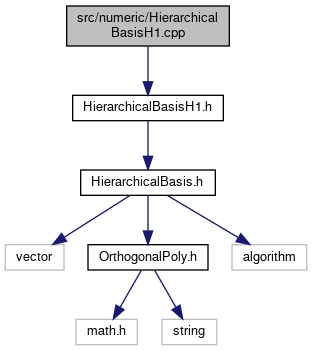 src/numeric/Hierarchical
BasisH1.cpp
HierarchicalBasisH1.h
HierarchicalBasis.h
vector
OrthogonalPoly.h
algorithm
math.h
string